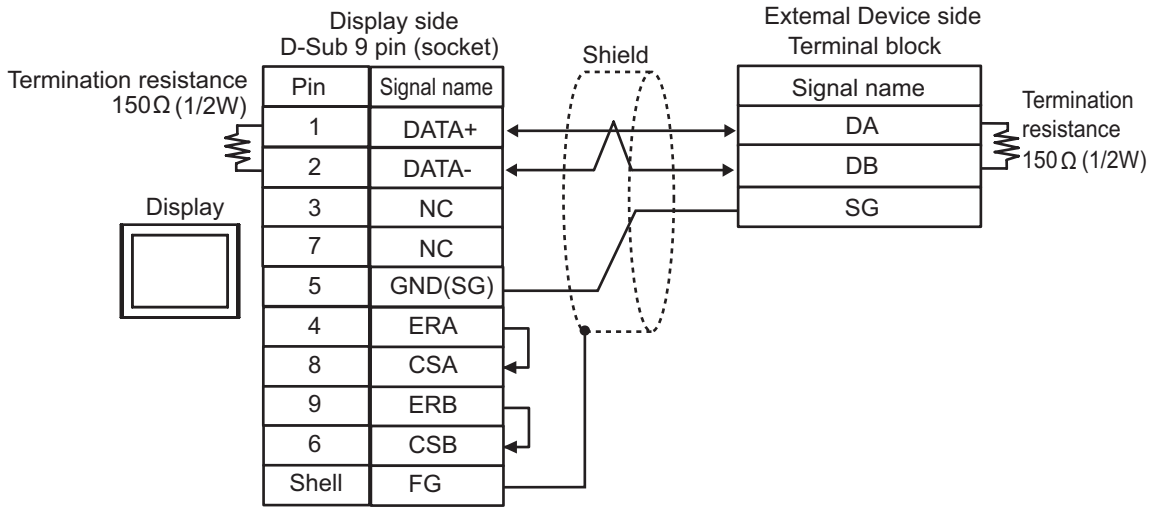 Display side
D-Sub 9 pin (socket)
Termination resistance
150Ω (1/2W)
Pin Signal name
1 DATA+
2 DATA-
3 NC
7 NC
5 GND(SG)
4 ERA
8 CSA
9 ERB
6 CSB
Shell FG
Display
Shield
External Device side
Terminal block
Signal name
DA
DB
SG
Termination
resistance
150Ω (1/2W)